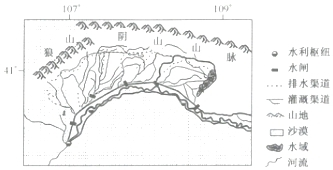 107°
109°
狼
山
阴
山
山
脉
41°
水利枢纽
水闸
排水渠道
灌溉渠道
山地
沙漠
水域
河流